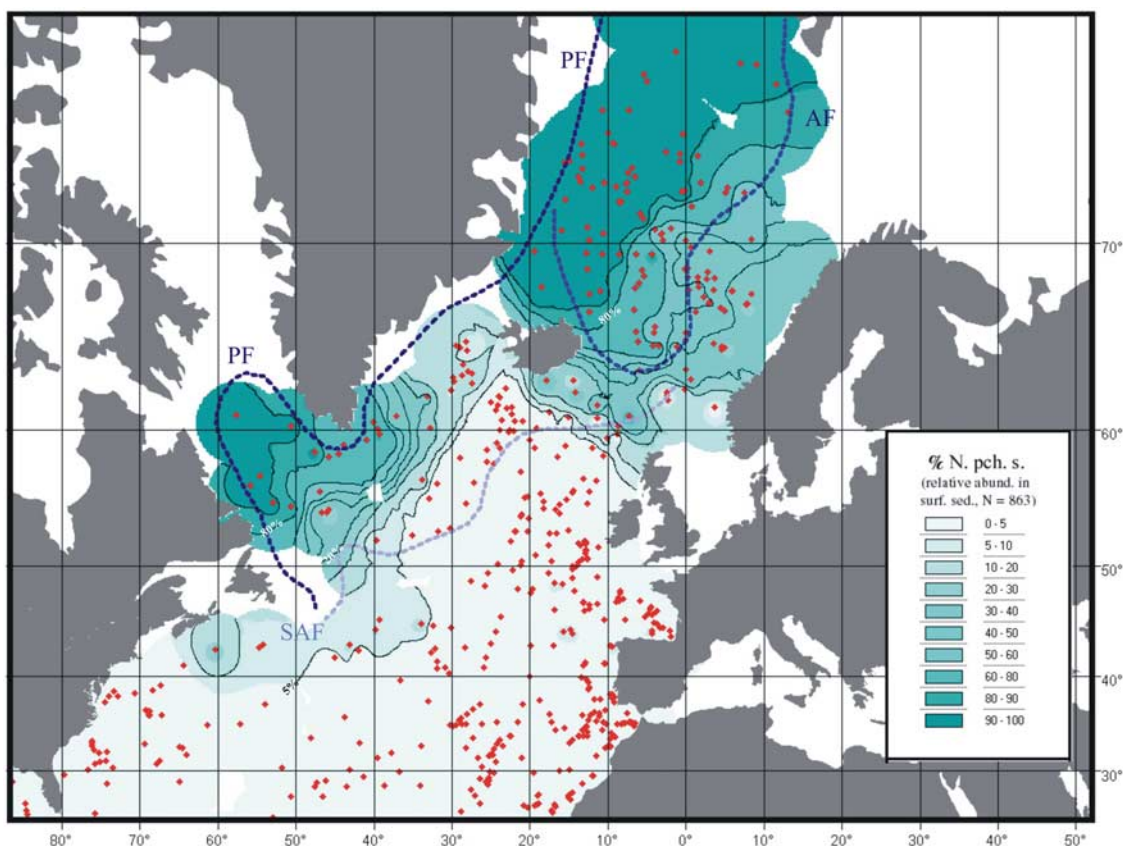 PF
AF
70°
80%
PF
60°
80%
50°
SAF
5%
40°
30°
% N. pch. s.
(relative abund. in
surf. sed., N = 863)
0 - 5
5 - 10
10 - 20
20 - 30
30 - 40
40 - 50
50 - 60
60 - 80
80 - 90
90 - 100
80° 70° 60° 50° 40° 30° 20° 10° 0° 10° 20° 30° 40° 50°